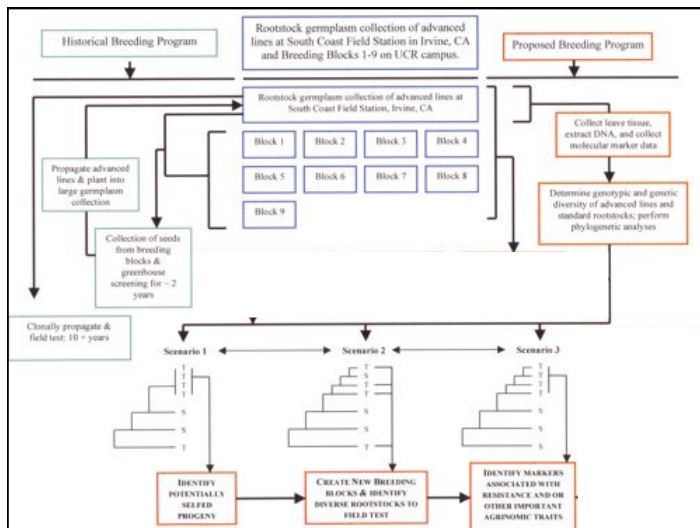 Historical Breeding Program
Rootstock germplasm collection of advanced
lines at South Coast Field Station in Irvine, CA
and Breeding Blocks 1-9 on UCR campus.
Proposed Breeding Program
Rootstock germplasm collection of advanced lines at
South Coast Field Station, Irvine, CA
Collect leave tissue,
extract DNA, and collect
molecular marker data
Block 1
Block 2
Block 3
Block 4
Propagate advanced
lines & plant into
large germplasm
collection
Block 5
Block 6
Block 7
Block 8
Determine genotypic and genetic
diversity of advanced lines and
standard rootstocks; perform
phylogenetic analyses
Block 9
Collection of seeds
from breeding
blocks &
greenhouse
screening for ~ 2
years
Clonally propagate &
field test: 10 + years
Scenario 1
Scenario 2
Scenario 3
T
T
T
T
S
S
T
T
S
T
T
S
S
T
T
T
T
T
S
S
S
IDENTIFY
POTENTIALLY
SELFED
PROGENY
CREATE NEW BREEDING
BLOCKS & IDENTIFY
DIVERSE ROOTSTOCKS TO
FIELD TEST
IDENTIFY MARKERS
ASSOCIATED WITH
RESISTANCE AND OR
OTHER IMPORTANT
AGRINOMIC TRAITS